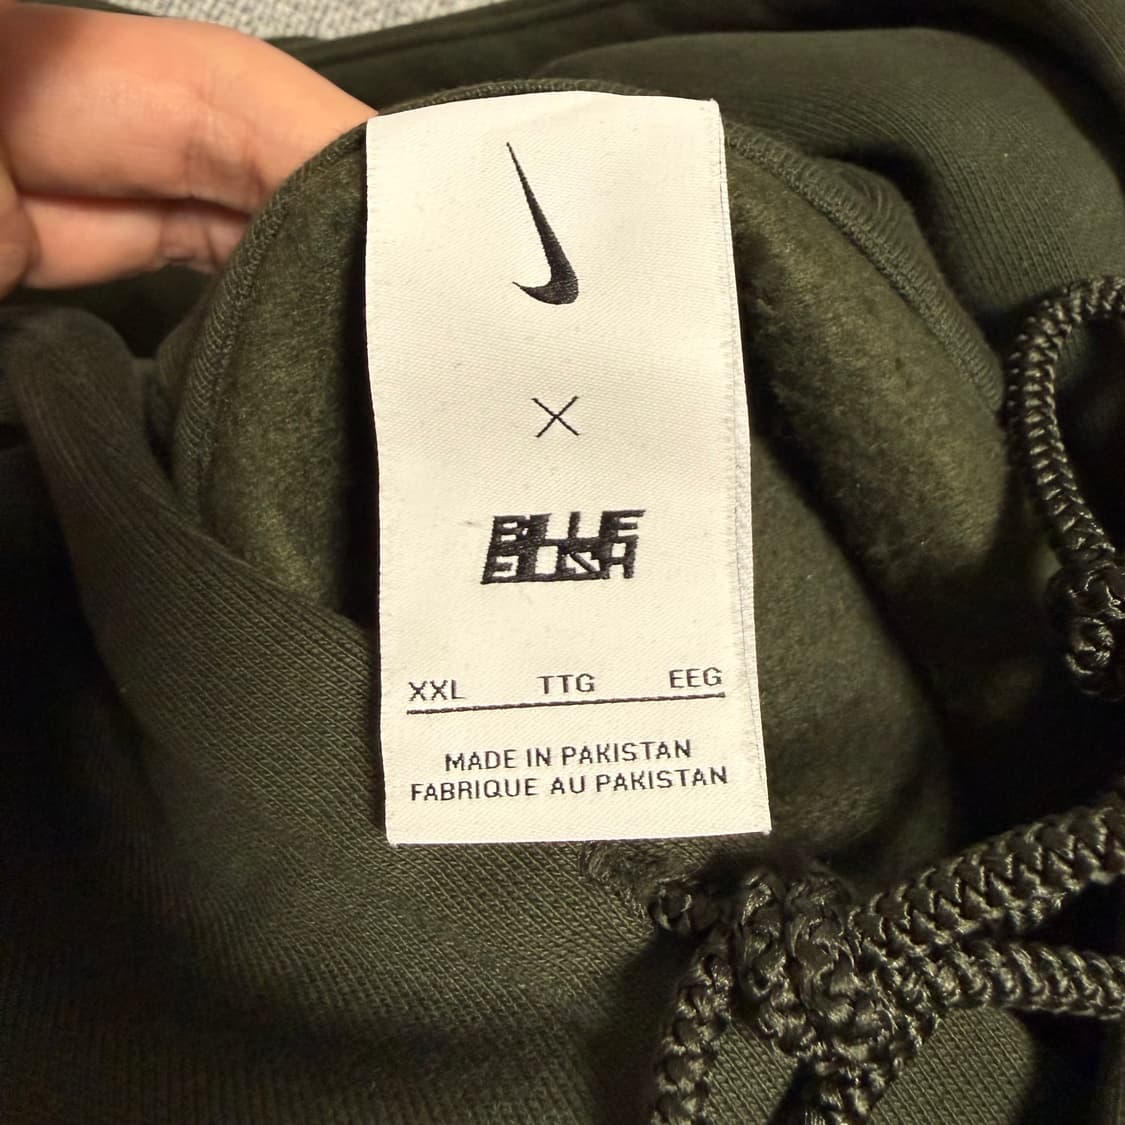 ×
BILLIE
EILISH
XXL TTG EEG
MADE IN PAKISTAN
FABRIQUE AU PAKISTAN